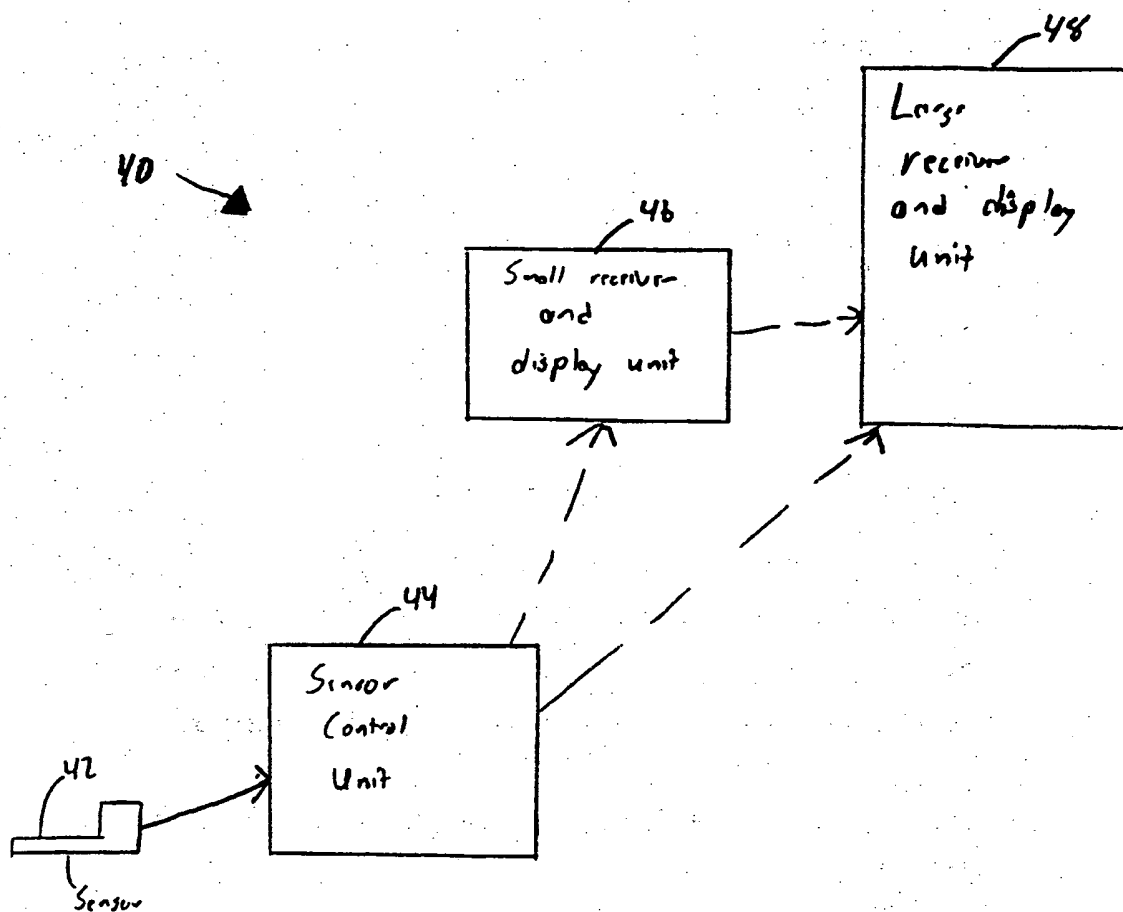 48
Large
receiver
and display
unit
40
46
Small receiver
and
display unit
44
Sensor
Control
Unit
42
Sensor